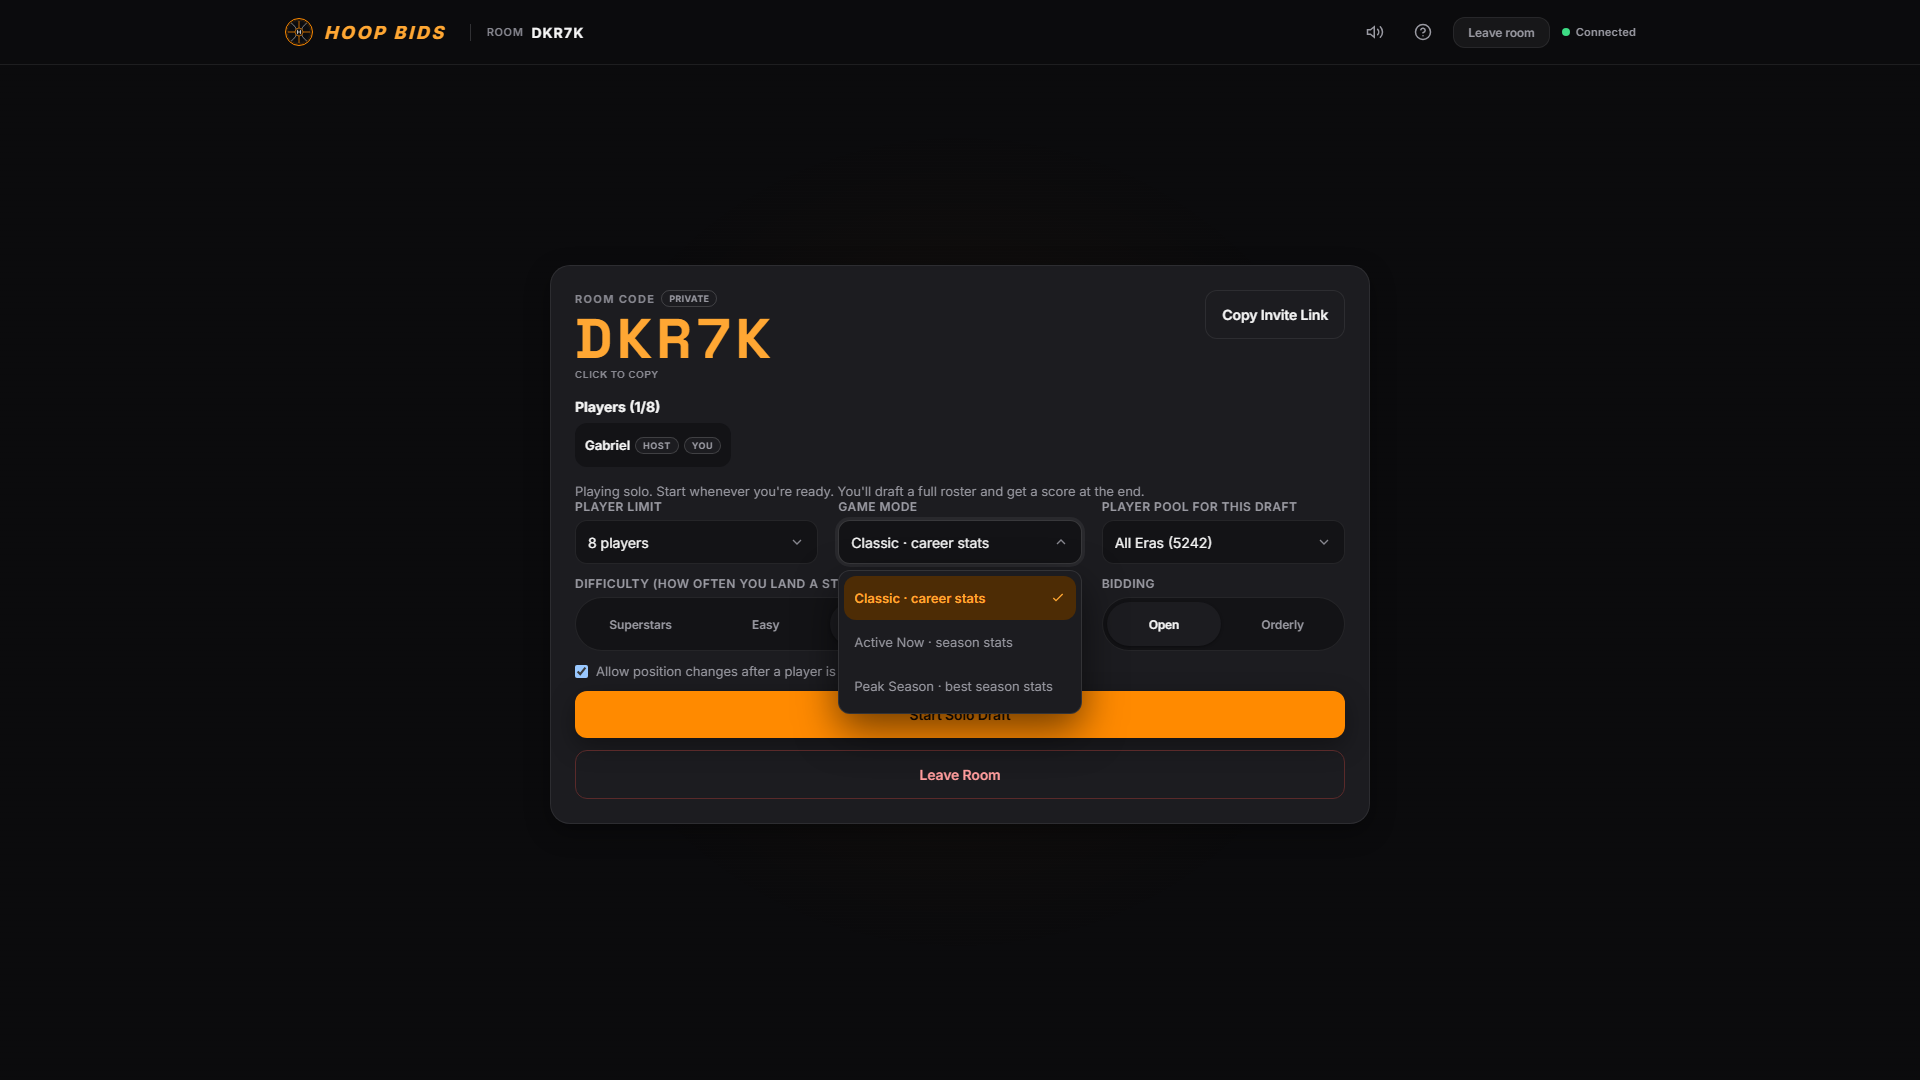 HOOP BIDS ROOM DKR7K Leave room Connected
ROOM CODE PRIVATE
DKR7K
CLICK TO COPY
Copy Invite Link
Players (1/8)
Gabriel HOST YOU
Playing solo. Start whenever you're ready. You'll draft a full roster and get a score at the end.
PLAYER LIMIT GAME MODE PLAYER POOL FOR THIS DRAFT
8 players Classic · career stats All Eras (5242)
DIFFICULTY (HOW OFTEN YOU LAND A ST BIDDING
Classic · career stats
Superstars Easy Open Orderly
Active Now · season stats
Allow position changes after a player is
Peak Season · best season stats
Start Solo Draft
Leave Room